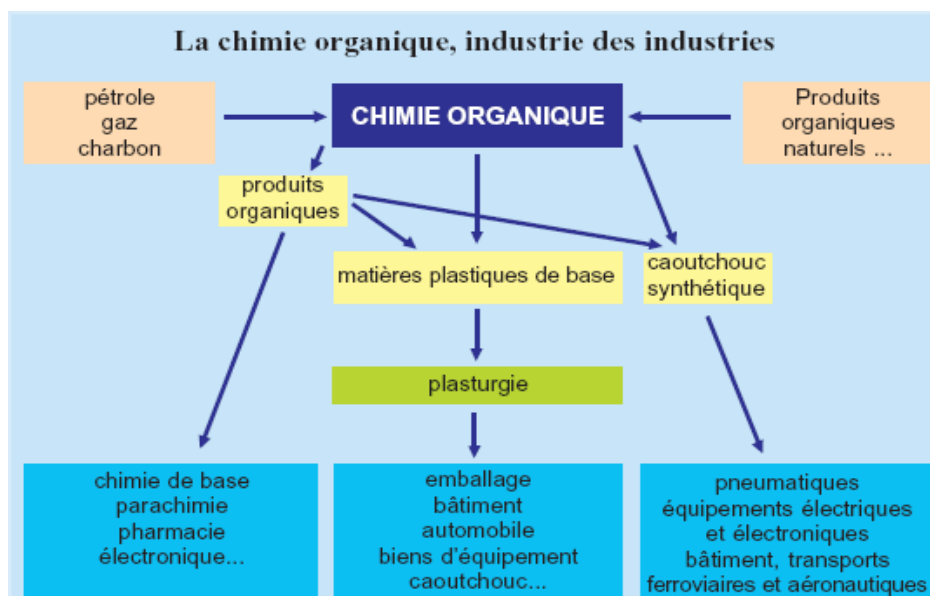 La chimie organique, industrie des industries
pétrole
gaz
charbon
CHIMIE ORGANIQUE
Produits
organiques
naturels ...
produits
organiques
matières plastiques de base
caoutchouc
synthétique
plasturgie
chimie de base
parachimie
pharmacie
électronique...
emballage
bâtiment
automobile
biens d'équipement
caoutchouc...
pneumatiques
équipements électriques
et électroniques
bâtiment, transports
ferroviaires et aéronautiques